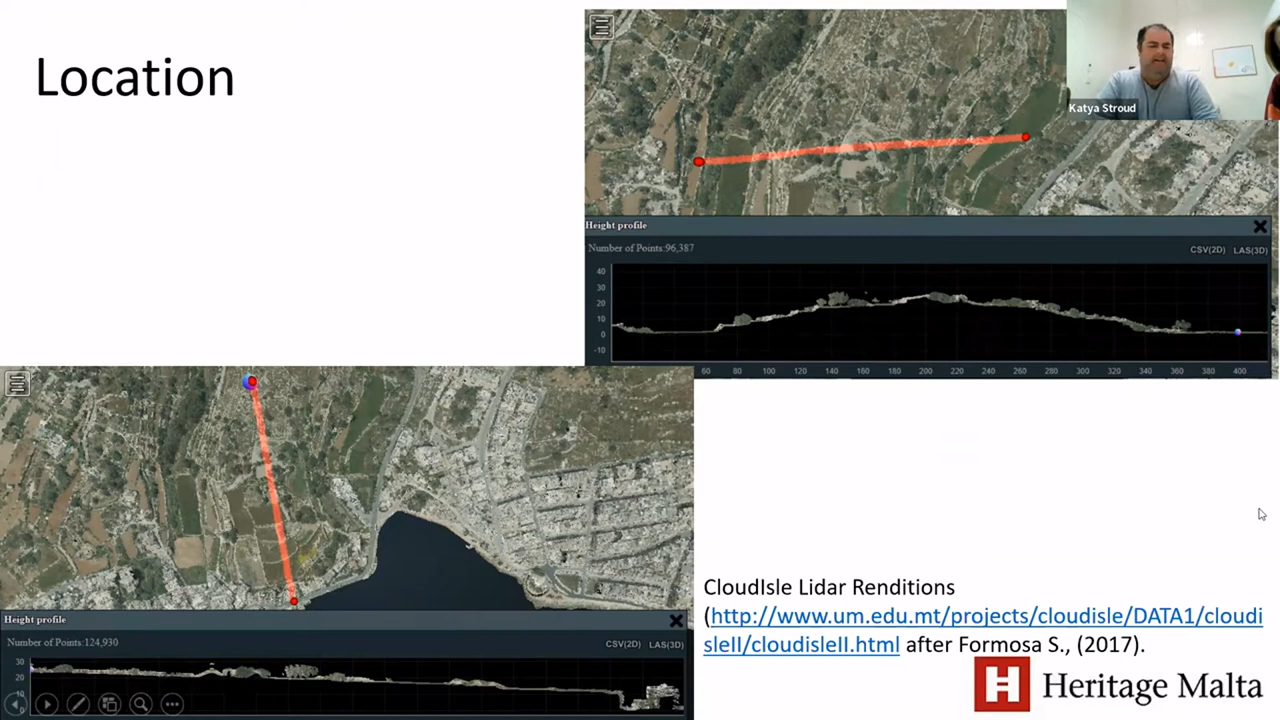 Location
Katya Stroud
Height profile
Number of Points:96,387
CSV(2D) LAS(3D)
40
30
20
10
0
-10
60 80 100 120 140 160 180 200 220 240 260 280 300 320 340 360 380 400
Height profile
Number of Points:124,930
CSV(2D) LAS(3D)
30
20
10
0
CloudIsle Lidar Renditions
(http://www.um.edu.mt/projects/cloudisle/DATA1/cloudi
sleII/cloudisleII.html after Formosa S., (2017).
H Heritage Malta